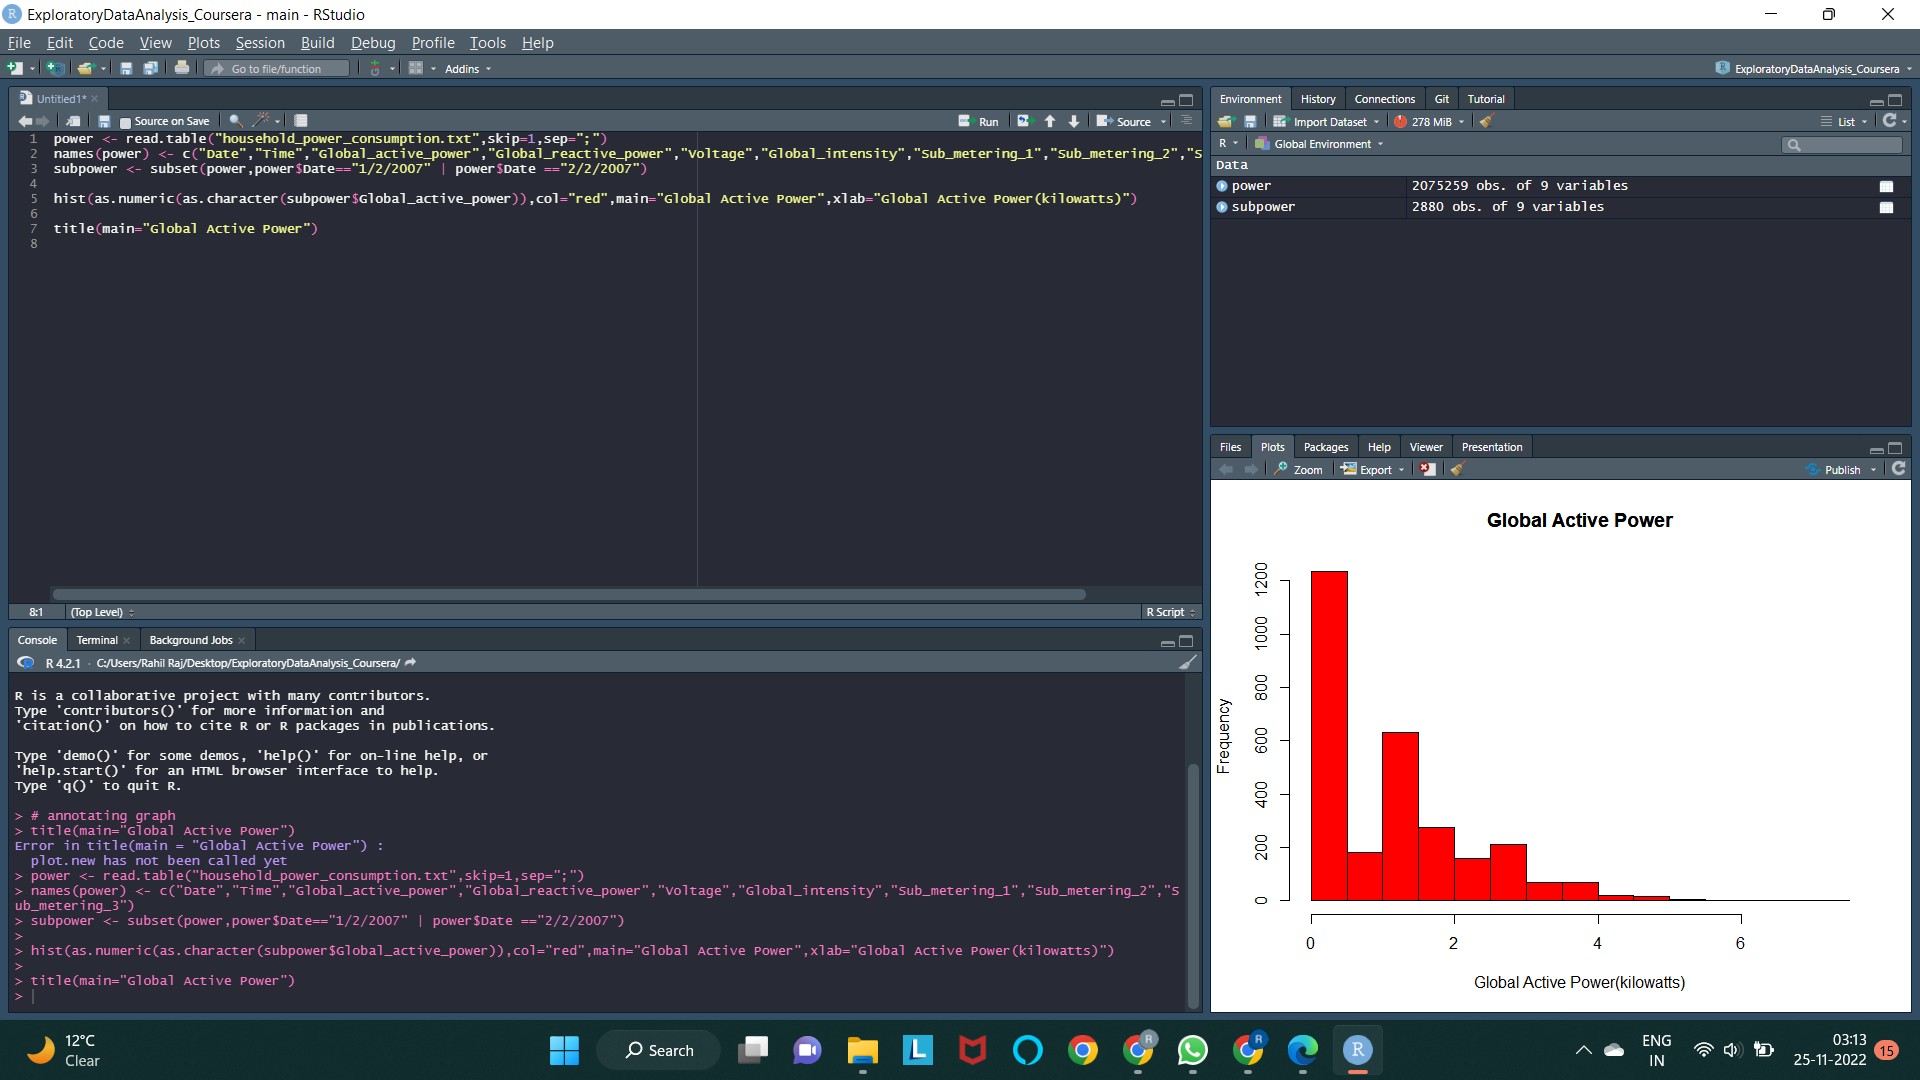 ExploratoryDataAnalysis_Coursera - main - RStudio
File Edit Code View Plots Session Build Debug Profile Tools Help
Go to file/function Addins ExploratoryDataAnalysis_Coursera
Untitled1*
Source on Save Run Source
1 power <- read.table("household_power_consumption.txt",skip=1,sep=";")
2 names(power) <- c("Date","Time","Global_active_power","Global_reactive_power","Voltage","Global_intensity","Sub_metering_1","Sub_metering_2","S
3 subpower <- subset(power,power$Date=="1/2/2007" | power$Date =="2/2/2007")
4
5 hist(as.numeric(as.character(subpower$Global_active_power)),col="red",main="Global Active Power",xlab="Global Active Power(kilowatts)")
6
7 title(main="Global Active Power")
8
8:1 (Top Level) R Script
Console Terminal Background Jobs
R 4.2.1 · C:/Users/Rahil Raj/Desktop/ExploratoryDataAnalysis_Coursera/
R is a collaborative project with many contributors.
Type 'contributors()' for more information and
'citation()' on how to cite R or R packages in publications.
Type 'demo()' for some demos, 'help()' for on-line help, or
'help.start()' for an HTML browser interface to help.
Type 'q()' to quit R.
> # annotating graph
> title(main="Global Active Power")
Error in title(main = "Global Active Power") :
plot.new has not been called yet
> power <- read.table("household_power_consumption.txt",skip=1,sep=";")
> names(power) <- c("Date","Time","Global_active_power","Global_reactive_power","Voltage","Global_intensity","Sub_metering_1","Sub_metering_2","S
ub_metering_3")
> subpower <- subset(power,power$Date=="1/2/2007" | power$Date =="2/2/2007")
>
> hist(as.numeric(as.character(subpower$Global_active_power)),col="red",main="Global Active Power",xlab="Global Active Power(kilowatts)")
>
> title(main="Global Active Power")
>
Environment History Connections Git Tutorial
Import Dataset 278 MiB List
R Global Environment
Data
power 2075259 obs. of 9 variables
subpower 2880 obs. of 9 variables
Files Plots Packages Help Viewer Presentation
Zoom Export Publish
Global Active Power
Frequency
1200
1000
800
600
400
200
0
0 2 4 6
Global Active Power(kilowatts)
12°C
Clear
Search
ENG
IN
03:13
25-11-2022
15